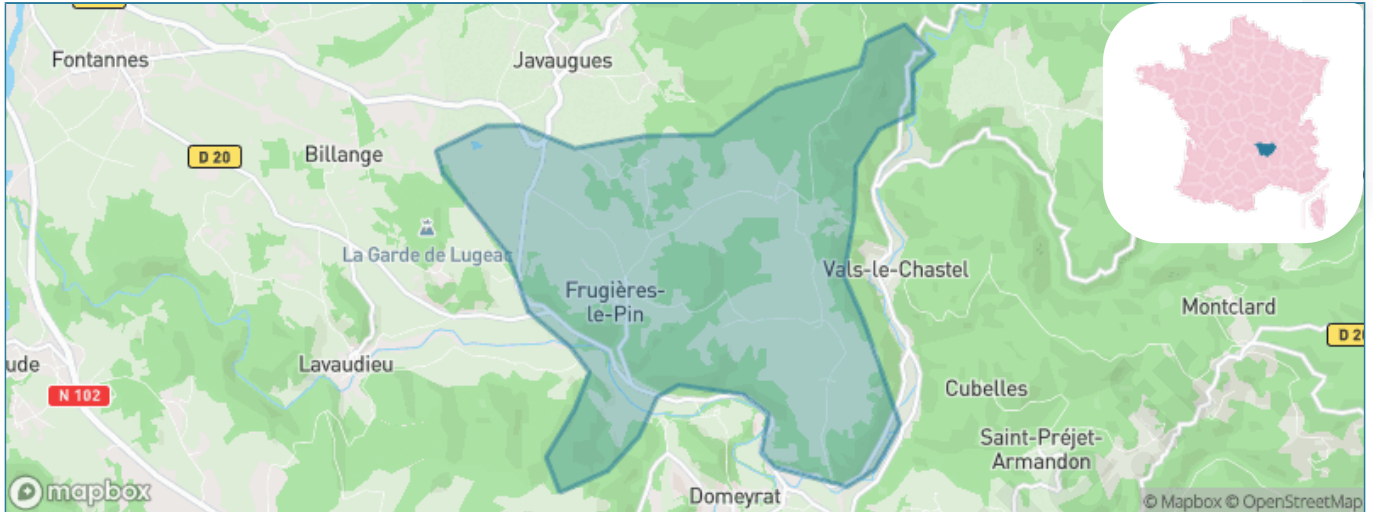 Fontannes
Javaugues
D 20
Billange
La Garde de Lugeac
Vals-le-Chastel
Frugières-
le-Pin
Montclard
D 20
ude
Lavaudieu
N 102
Cubelles
Saint-Préjet-
Armandon
Domeyrat
mapbox
© Mapbox © OpenStreetMap